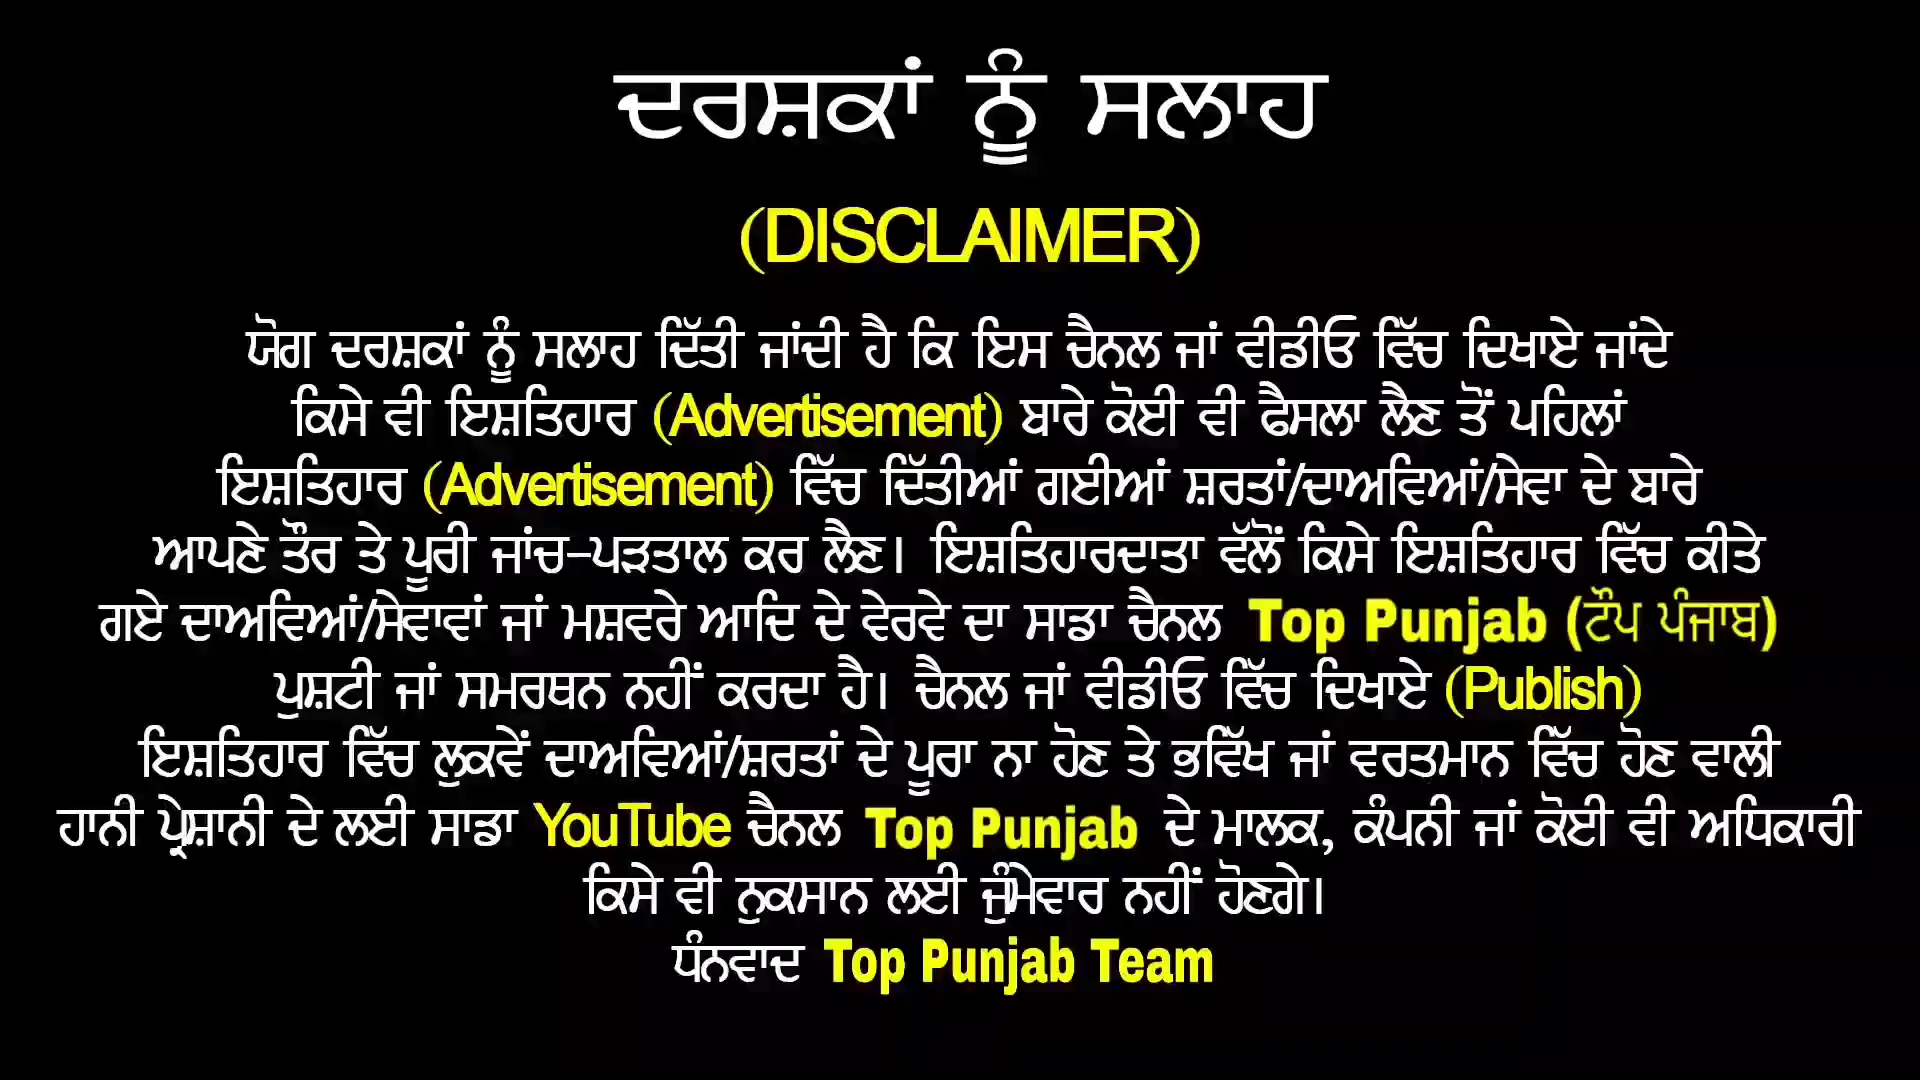 ਦਰਸ਼ਕਾਂ ਨੂੰ ਸਲਾਹ
(DISCLAIMER)
ਯੋਗ ਦਰਸ਼ਕਾਂ ਨੂੰ ਸਲਾਹ ਦਿੱਤੀ ਜਾਂਦੀ ਹੈ ਕਿ ਇਸ ਚੈਨਲ ਜਾਂ ਵੀਡੀਓ ਵਿੱਚ ਦਿਖਾਏ ਜਾਂਦੇ
ਕਿਸੇ ਵੀ ਇਸ਼ਤਿਹਾਰ (Advertisement) ਬਾਰੇ ਕੋਈ ਵੀ ਫੈਸਲਾ ਲੈਣ ਤੋਂ ਪਹਿਲਾਂ
ਇਸ਼ਤਿਹਾਰ (Advertisement) ਵਿੱਚ ਦਿੱਤੀਆਂ ਗਈਆਂ ਸ਼ਰਤਾਂ/ਦਾਅਵਿਆਂ/ਸੇਵਾ ਦੇ ਬਾਰੇ
ਆਪਣੇ ਤੌਰ ਤੇ ਪੂਰੀ ਜਾਂਚ-ਪੜਤਾਲ ਕਰ ਲੈਣ। ਇਸ਼ਤਿਹਾਰਦਾਤਾ ਵੱਲੋਂ ਕਿਸੇ ਇਸ਼ਤਿਹਾਰ ਵਿੱਚ ਕੀਤੇ
ਗਏ ਦਾਅਵਿਆਂ/ਸੇਵਾਵਾਂ ਜਾਂ ਮਸ਼ਵਰੇ ਆਦਿ ਦੇ ਵੇਰਵੇ ਦਾ ਸਾਡਾ ਚੈਨਲ Top Punjab (ਟੌਪ ਪੰਜਾਬ)
ਪੁਸ਼ਟੀ ਜਾਂ ਸਮਰਥਨ ਨਹੀਂ ਕਰਦਾ ਹੈ। ਚੈਨਲ ਜਾਂ ਵੀਡੀਓ ਵਿੱਚ ਦਿਖਾਏ (Publish)
ਇਸ਼ਤਿਹਾਰ ਵਿੱਚ ਲੁਕਵੇਂ ਦਾਅਵਿਆਂ/ਸ਼ਰਤਾਂ ਦੇ ਪੂਰਾ ਨਾ ਹੋਣ ਤੇ ਭਵਿੱਖ ਜਾਂ ਵਰਤਮਾਨ ਵਿੱਚ ਹੋਣ ਵਾਲੀ
ਹਾਨੀ ਪ੍ਰੇਸ਼ਾਨੀ ਦੇ ਲਈ ਸਾਡਾ YouTube ਚੈਨਲ Top Punjab ਦੇ ਮਾਲਕ, ਕੰਪਨੀ ਜਾਂ ਕੋਈ ਵੀ ਅਧਿਕਾਰੀ
ਕਿਸੇ ਵੀ ਨੁਕਸਾਨ ਲਈ ਜੁੰਮੇਵਾਰ ਨਹੀਂ ਹੋਣਗੇ।
ਧੰਨਵਾਦ Top Punjab Team